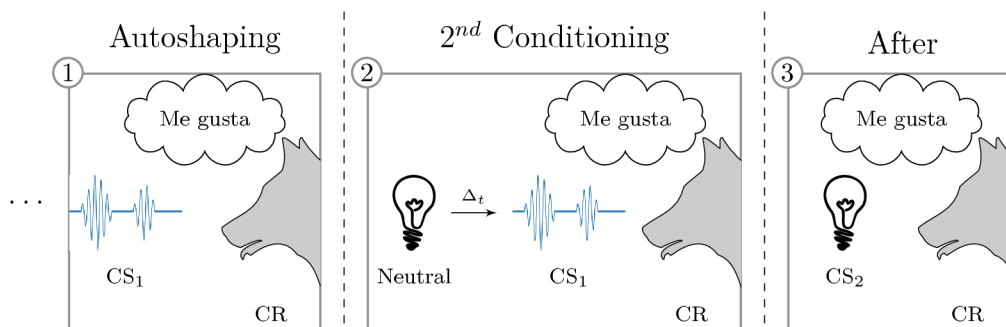 Autoshaping
1
Me gusta
...
CS₁
CR
2ⁿᵈ Conditioning
2
Me gusta
Δₜ
Neutral
CS₁
CR
After
3
Me gusta
CS₂
CR